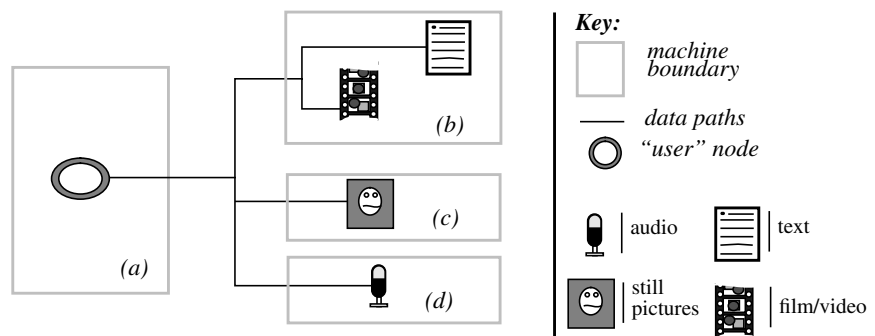 (a)
(b)
(c)
(d)
Key:
machine
boundary
data paths
“user” node
audio
text
still
pictures
film/video